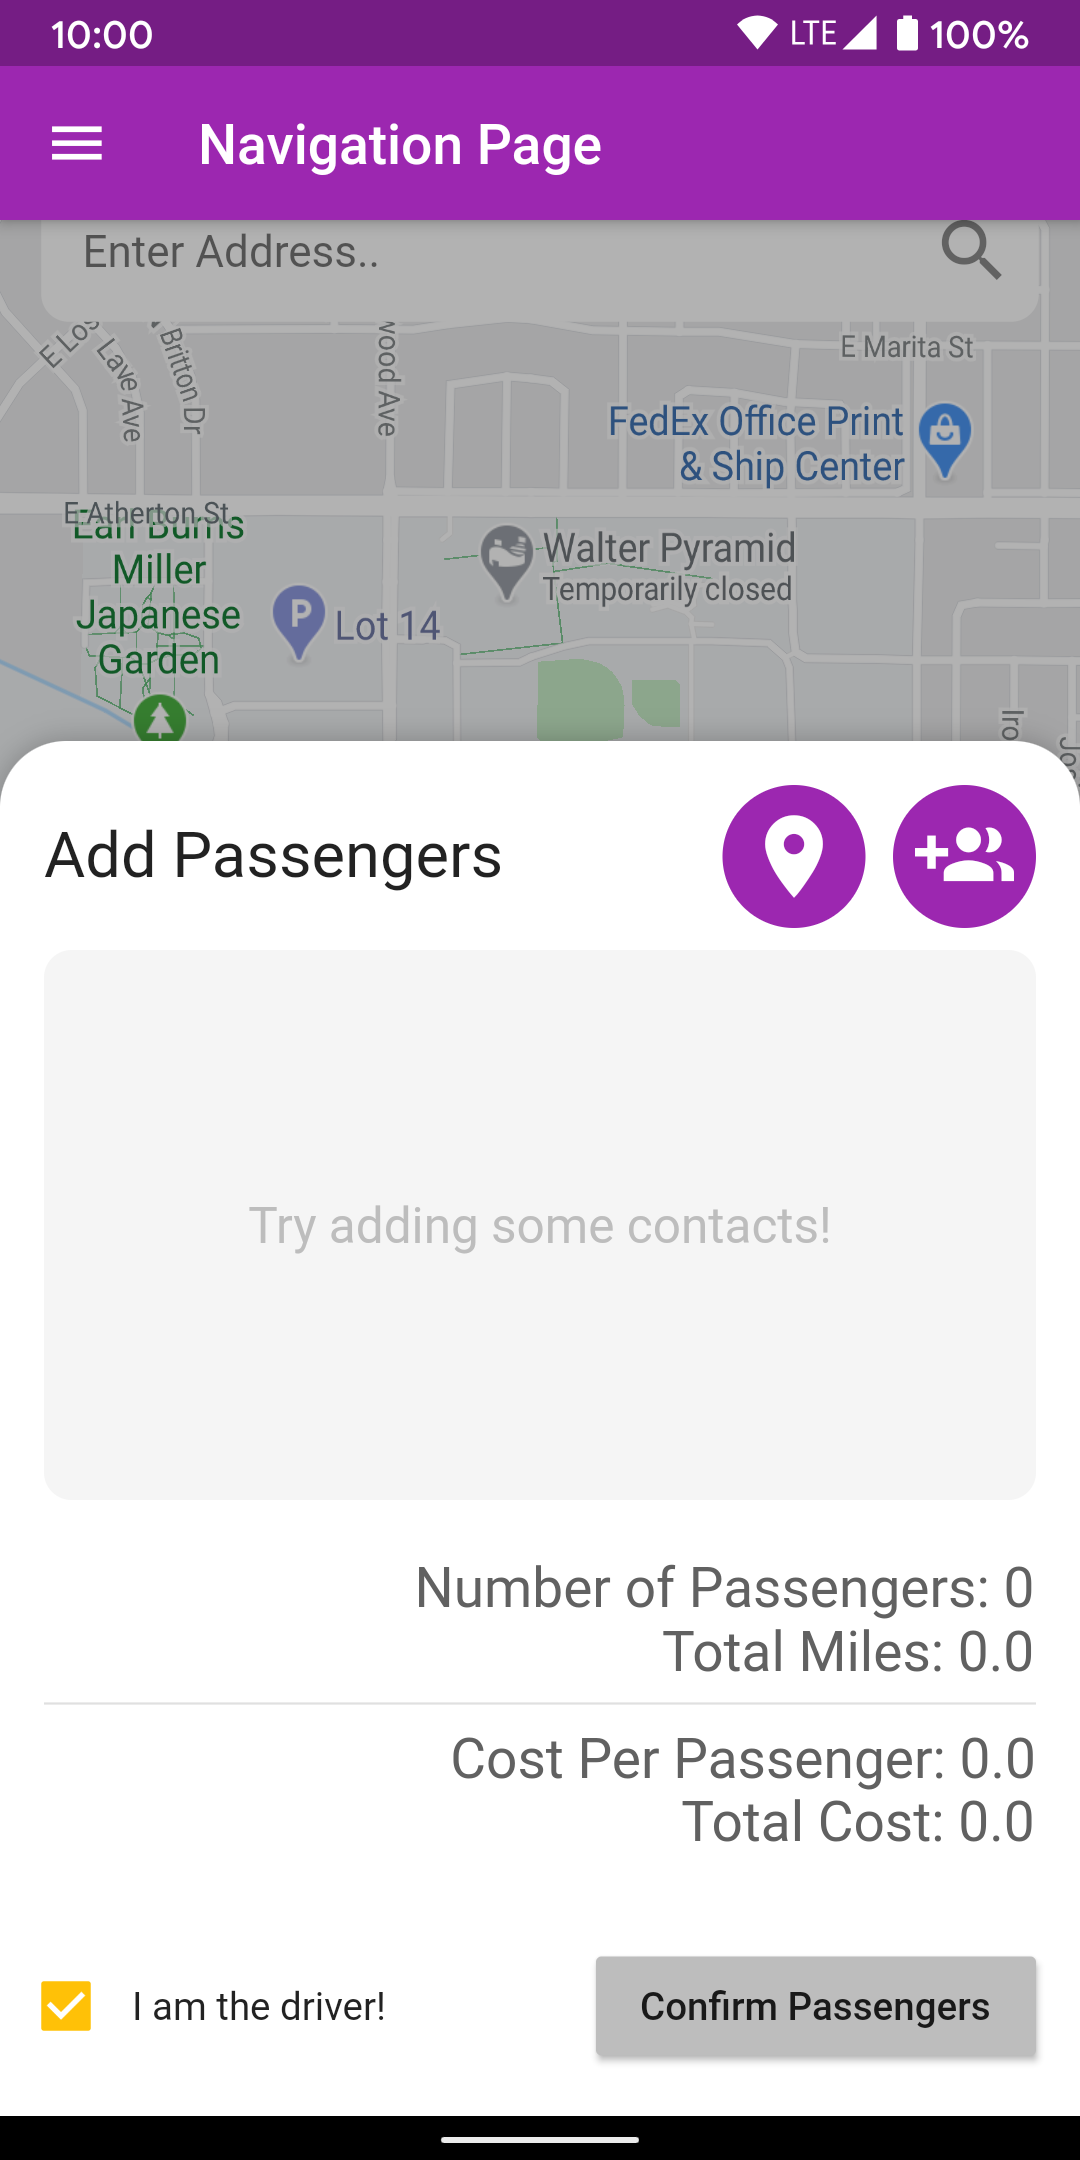 10:00
LTE 100%
Navigation Page
Enter Address..
E Los
Lave Ave
Britton Dr
wood Ave
E Marita St
FedEx Office Print
& Ship Center
E Atherton St
Earl Burns
Miller
Japanese
Garden
P
Lot 14
Walter Pyramid
Temporarily closed
Iro
Jos
Add Passengers
Try adding some contacts!
Number of Passengers: 0
Total Miles: 0.0
Cost Per Passenger: 0.0
Total Cost: 0.0
I am the driver!
Confirm Passengers